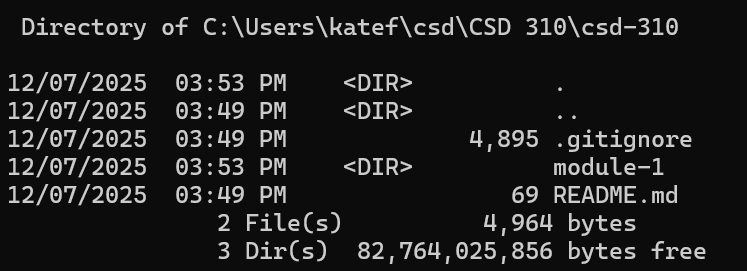 Directory of C:\Users\katef\csd\CSD 310\csd-310
12/07/2025  03:53 PM    <DIR>          .
12/07/2025  03:49 PM    <DIR>          ..
12/07/2025  03:49 PM             4,895 .gitignore
12/07/2025  03:53 PM    <DIR>          module-1
12/07/2025  03:49 PM                69 README.md
               2 File(s)          4,964 bytes
               3 Dir(s)  82,764,025,856 bytes free